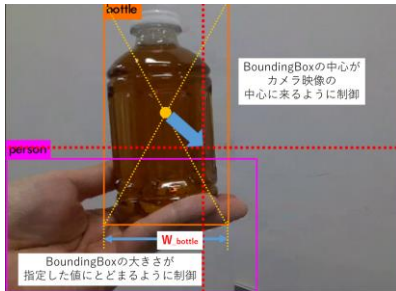 bottle
BoundingBoxの中心が
カメラ映像の
中心に来るように制御
person
W_bottle
BoundingBoxの大きさが
指定した値にとどまるように制御